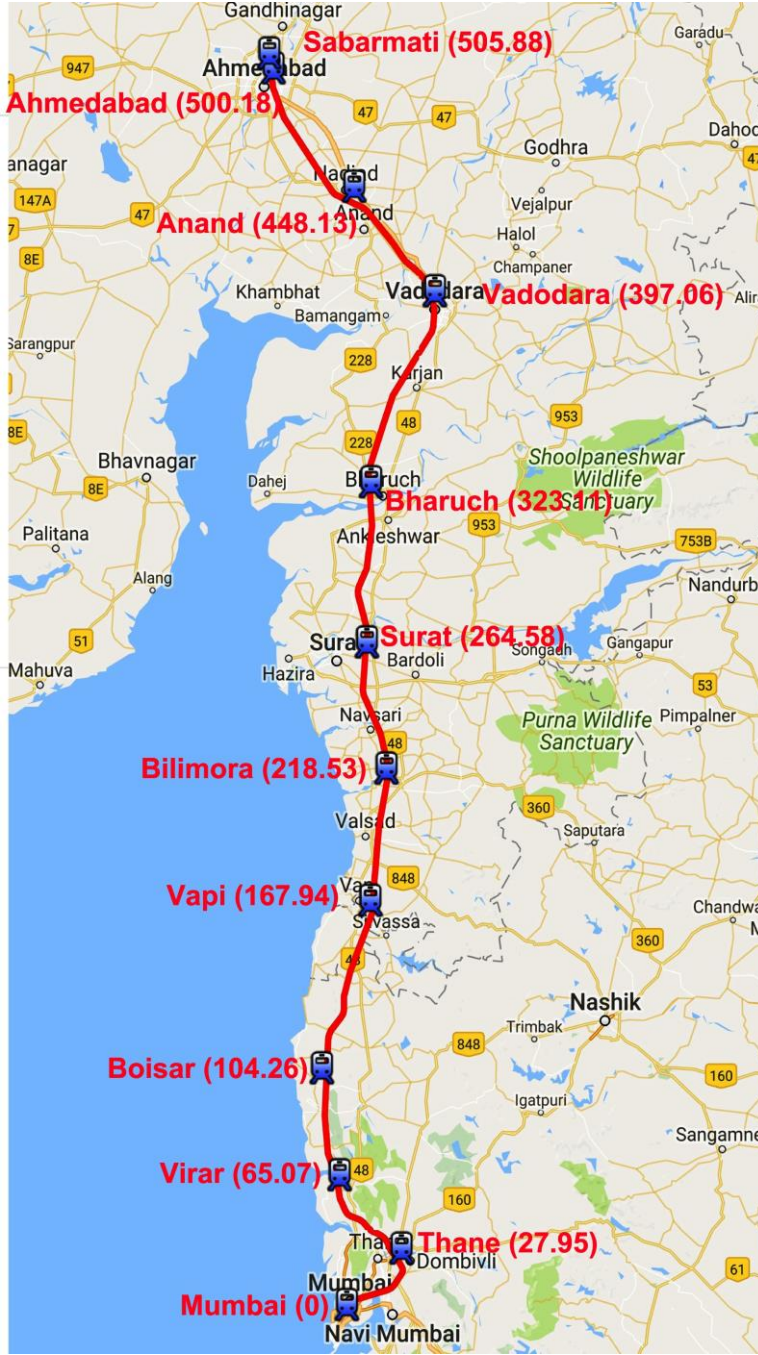 Gandhinagar
Garadu
Sabarmati (505.88)
947
Ahmedabad
Ahmedabad (500.18)
47
47
Godhra
Dahod
47
anagar
Nadiad
147A
Vejalpur
47
Anand (448.13)
Anand
7
Halol
8E
Champaner
Khambhat
Vadodara
Vadodara (397.06)
Alira
Bamangam
Sarangpur
228
Karjan
953
48
8E
228
Shoolpaneshwar
Wildlife
Sanctuary
Bhavnagar
Bharuch
8E
Dahej
Bharuch (323.11)
Ankleshwar
953
Palitana
753B
Alang
Nandurb
51
Surat
Surat (264.58)
Songadh
Gangapur
Mahuva
Hazira
Bardoli
53
Navsari
Purna Wildlife
Sanctuary
Pimpalner
48
Bilimora (218.53)
360
Valsad
Saputara
848
Vapi (167.94)
Silvassa
Chandwa
360
48
Nashik
Trimbak
848
Boisar (104.26)
160
Igatpuri
Sangamne
Virar (65.07)
48
160
Thane (27.95)
Dombivli
61
Mumbai
Mumbai (0)
Navi Mumbai